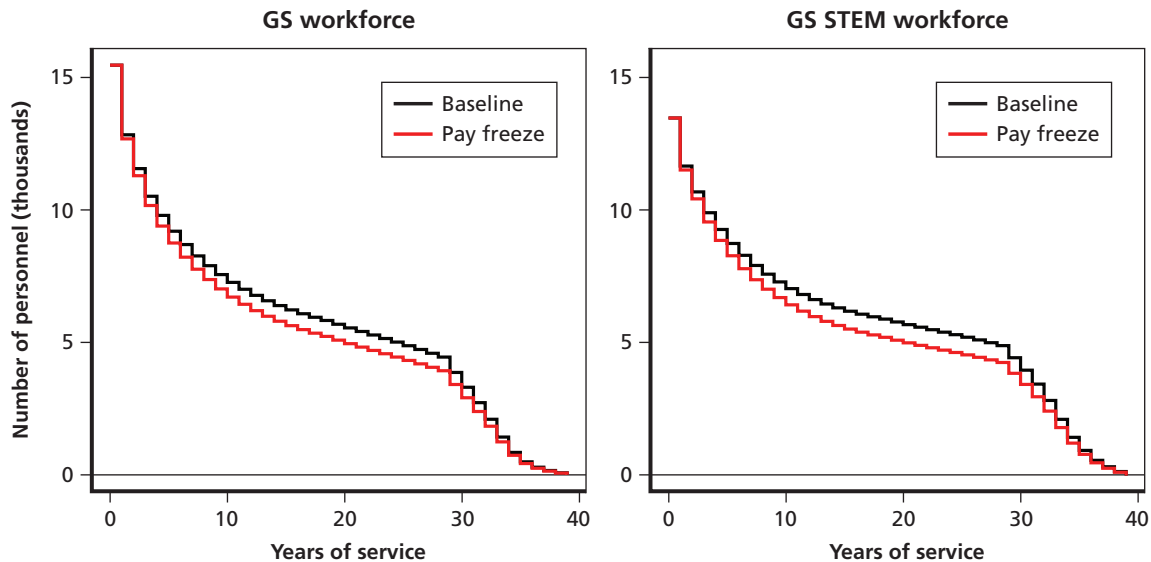 GS workforce
Number of personnel (thousands)
15
10
5
0
Baseline
Pay freeze
0 10 20 30 40
Years of service
GS STEM workforce
15
10
5
0
Baseline
Pay freeze
0 10 20 30 40
Years of service